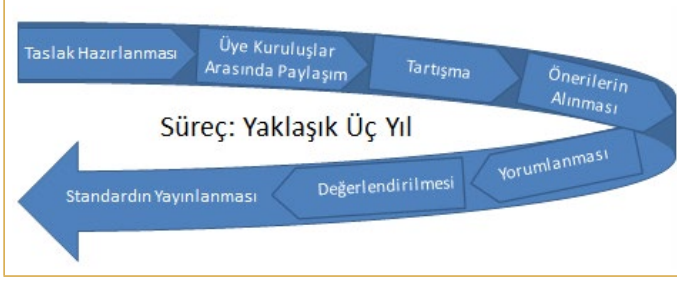 Taslak Hazırlanması
Üye Kuruluşlar
Arasında Paylaşım
Tartışma
Önerilerin
Alınması
Süreç: Yaklaşık Üç Yıl
Yorumlanması
Değerlendirilmesi
Standardın Yayınlanması